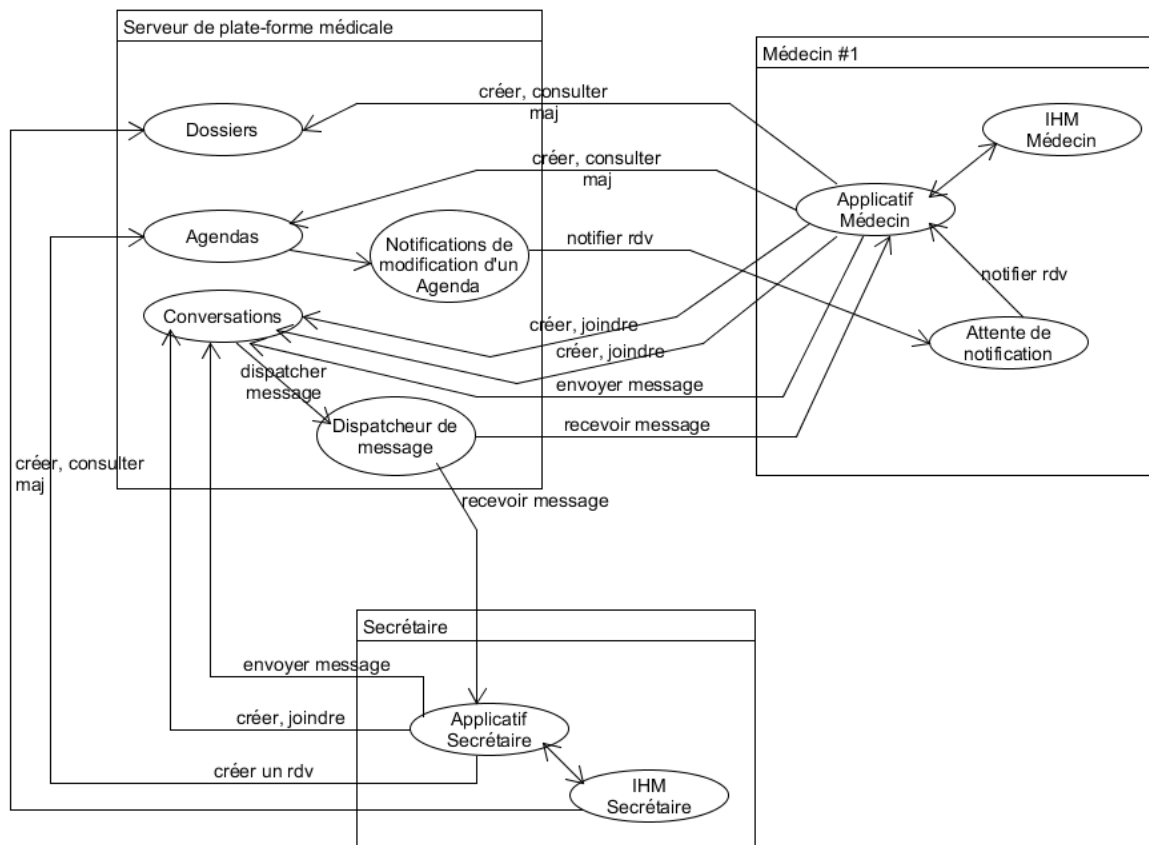 Serveur de plate-forme médicale
Médecin #1
créer, consulter
maj
Dossiers
IHM
Médecin
créer, consulter
maj
Applicatif
Médecin
Agendas
Notifications de
modification d'un
Agenda
notifier rdv
notifier rdv
Conversations
créer, joindre
créer, joindre
Attente de
notification
dispatcher
message
envoyer message
Dispatcheur de
message
recevoir message
créer, consulter
maj
recevoir message
Secrétaire
envoyer message
créer, joindre
Applicatif
Secrétaire
créer un rdv
IHM
Secrétaire